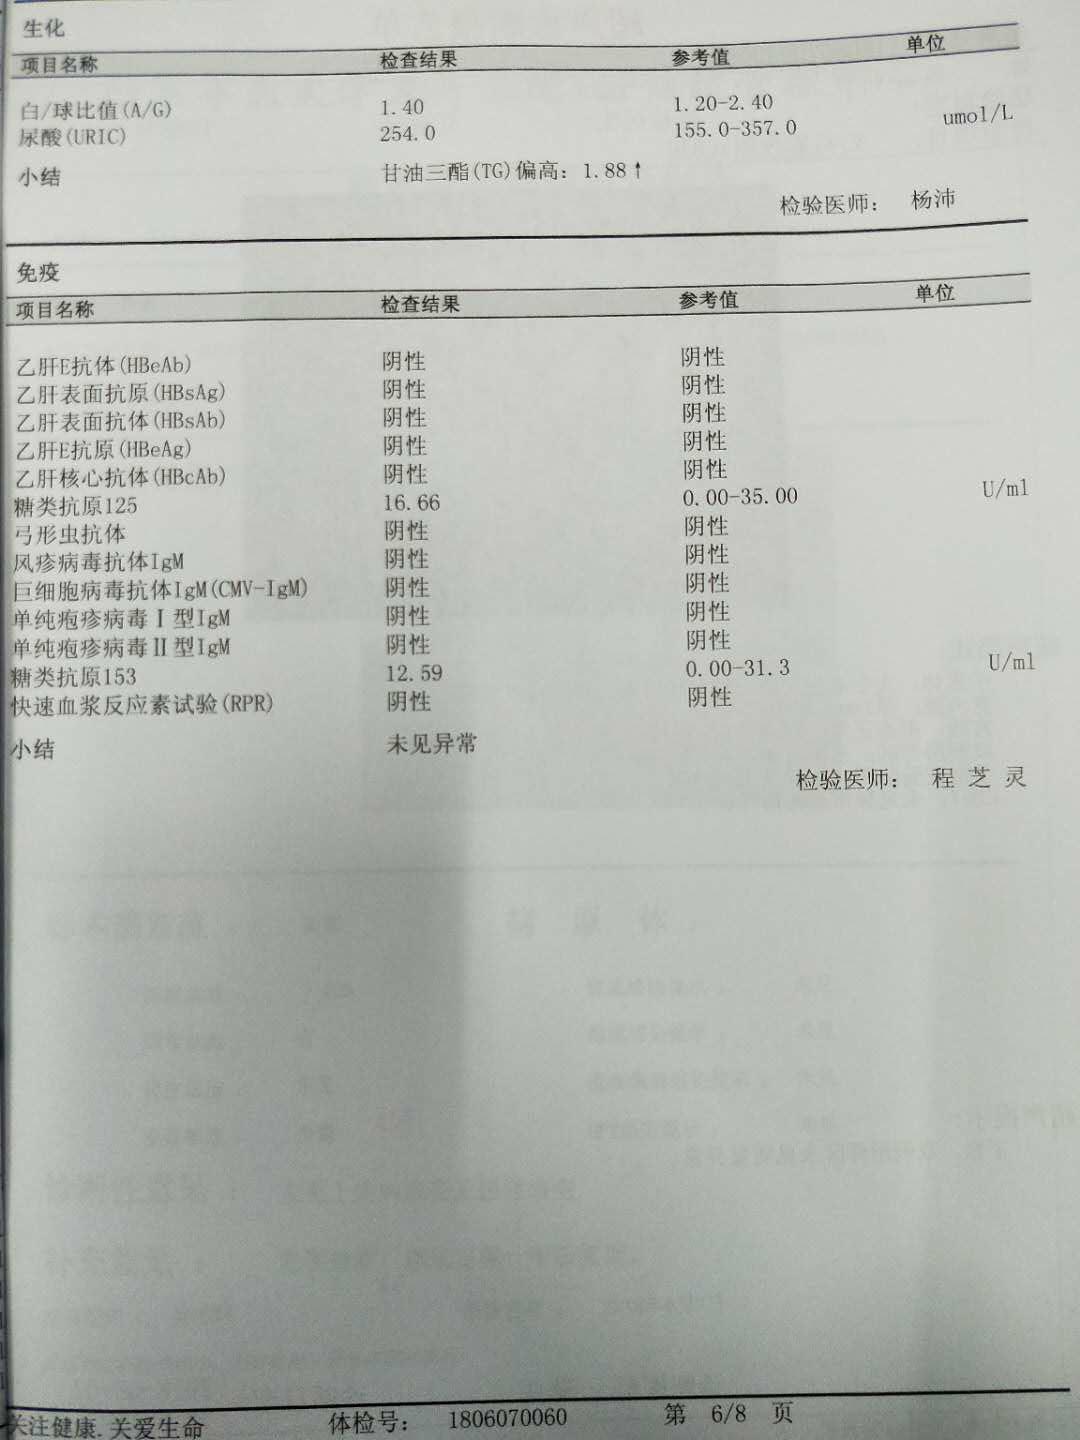 生化
项目名称 检查结果 参考值 单位
白/球比值(A/G) 1.40 1.20-2.40
尿酸(URIC) 254.0 155.0-357.0 umol/L
小结 甘油三酯(TG)偏高：1.88↑
检验医师： 杨沛
免疫
项目名称 检查结果 参考值 单位
乙肝E抗体(HBeAb) 阴性 阴性
乙肝表面抗原(HBsAg) 阴性 阴性
乙肝表面抗体(HBsAb) 阴性 阴性
乙肝E抗原(HBeAg) 阴性 阴性
乙肝核心抗体(HBcAb) 阴性 阴性
糖类抗原125 16.66 0.00-35.00 U/ml
弓形虫抗体 阴性 阴性
风疹病毒抗体IgM 阴性 阴性
巨细胞病毒抗体IgM(CMV-IgM) 阴性 阴性
单纯疱疹病毒Ⅰ型IgM 阴性 阴性
单纯疱疹病毒Ⅱ型IgM 阴性 阴性
糖类抗原153 12.59 0.00-31.3 U/ml
快速血浆反应素试验(RPR) 阴性 阴性
小结 未见异常
检验医师： 程 芝 灵
关注健康.关爱生命 体检号： 1806070060 第 6/8 页